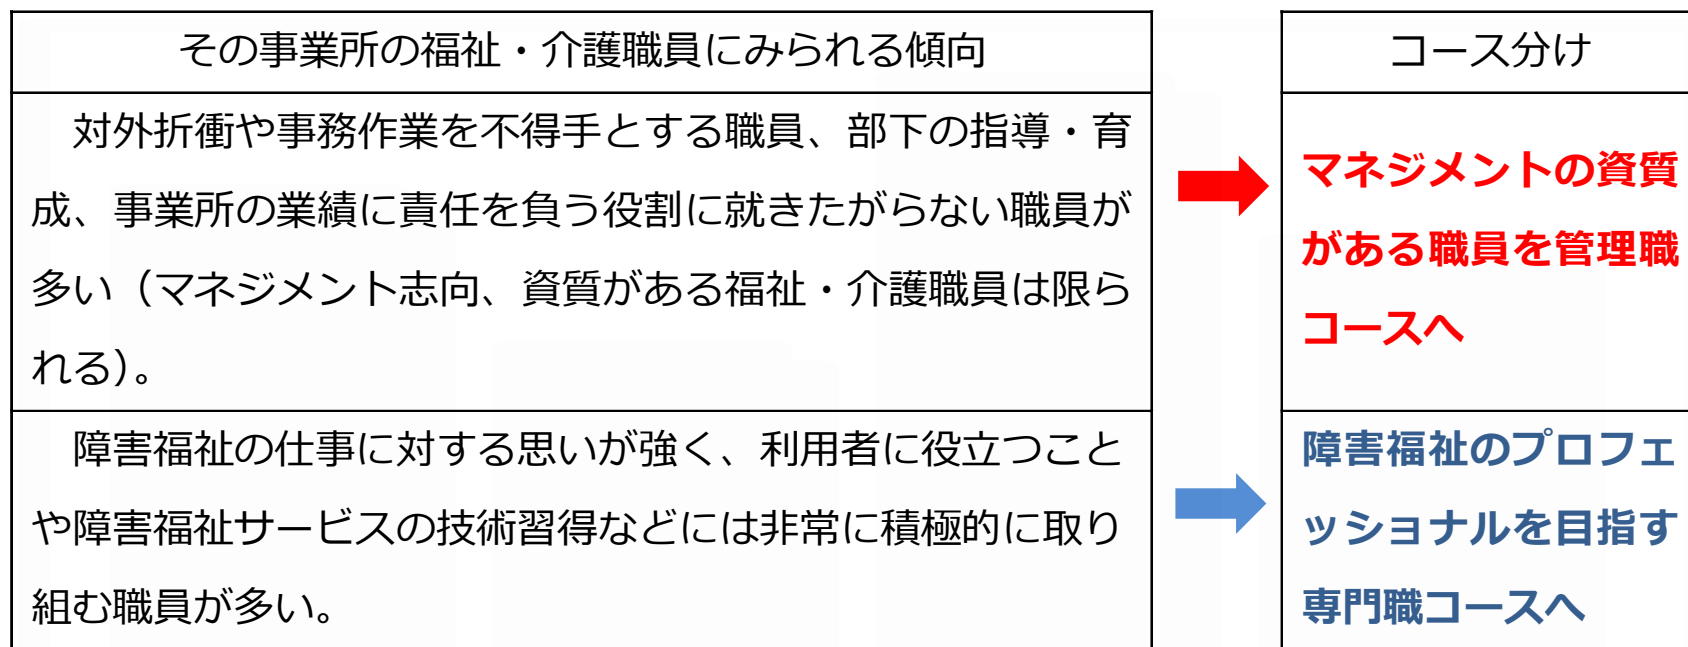 その事業所の福祉・介護職員にみられる傾向
コース分け
対外折衝や事務作業を不得手とする職員、部下の指導・育
成、事業所の業績に責任を負う役割に就きたがらない職員が
多い（マネジメント志向、資質がある福祉・介護職員は限ら
れる）。
マネジメントの資質
がある職員を管理職
コースへ
障害福祉の仕事に対する思いが強く、利用者に役立つこと
や障害福祉サービスの技術習得などには非常に積極的に取り
組む職員が多い。
障害福祉のプロフェ
ッショナルを目指す
専門職コースへ